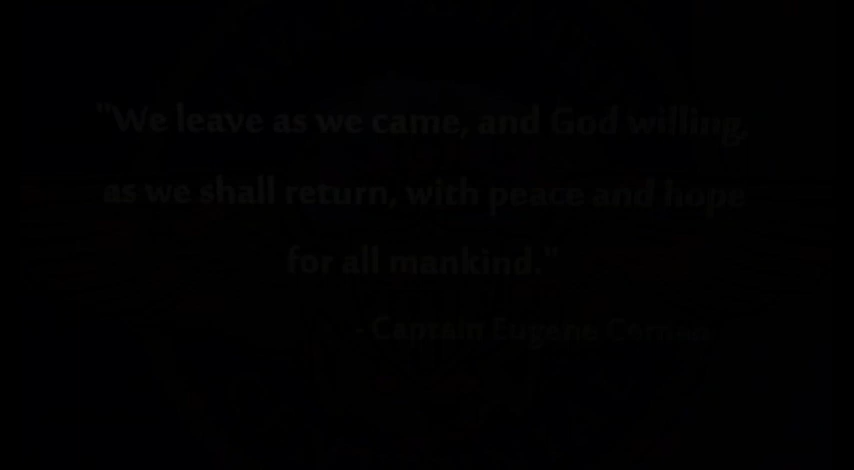 "We leave as we came, and God willing,
as we shall return, with peace and hope
for all mankind."
- Captain Eugene Cernan